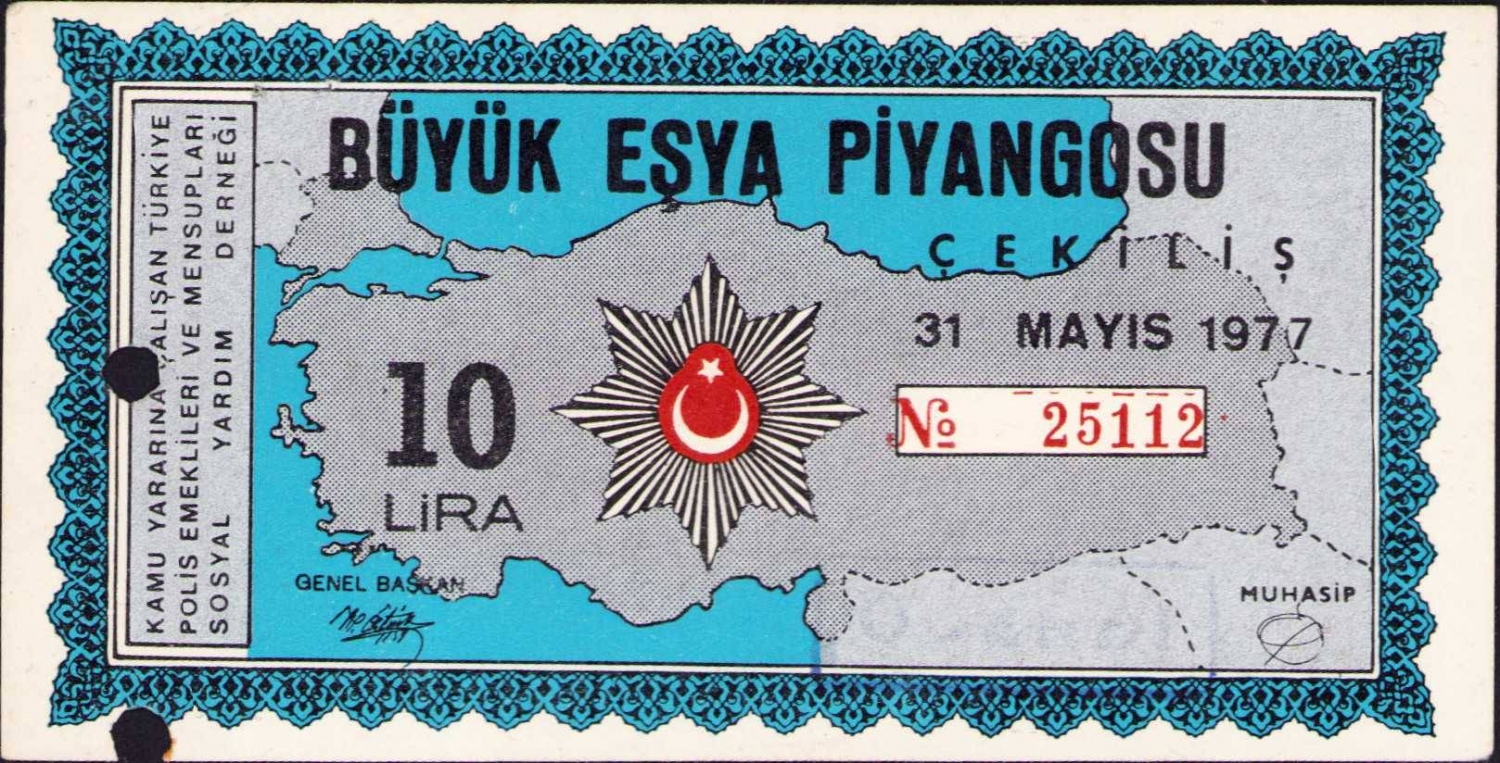 KAMU YARARINA ÇALIŞAN TÜRKİYE
POLİS EMEKLİLERİ VE MENSUPLARI
SOSYAL YARDIM DERNEĞİ
BÜYÜK EŞYA PİYANGOSU
ÇEKİLİŞ
31 MAYIS 1977
10
LİRA
No 25112
GENEL BAŞKAN
MUHASİP